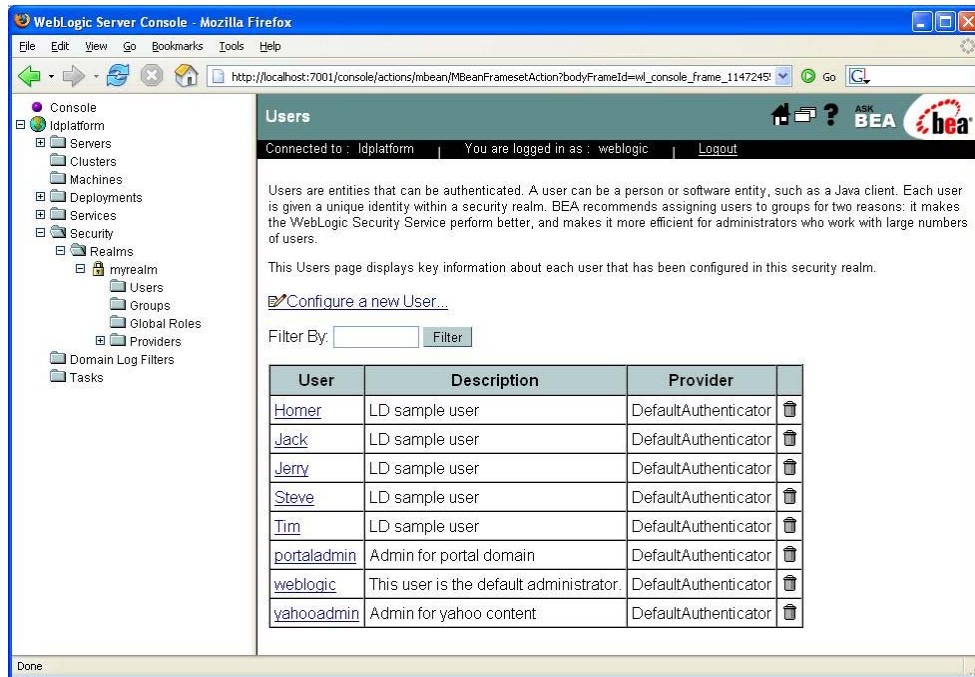 WebLogic Server Console - Mozilla Firefox
File Edit View Go Bookmarks Tools Help
http://localhost:7001/console/actions/mbean/MBeanFramesetAction?bodyFrameId=wl_console_frame_1147245
Go
Console
ldplatform
Servers
Clusters
Machines
Deployments
Services
Security
Realms
myrealm
Users
Groups
Global Roles
Providers
Domain Log Filters
Tasks
Users
ASK
BEA
bea
Connected to : ldplatform | You are logged in as : weblogic | Logout
Users are entities that can be authenticated. A user can be a person or software entity, such as a Java client. Each user
is given a unique identity within a security realm. BEA recommends assigning users to groups for two reasons: it makes
the WebLogic Security Service perform better, and makes it more efficient for administrators who work with large numbers
of users.
This Users page displays key information about each user that has been configured in this security realm.
Configure a new User...
Filter By: Filter
User Description Provider
Homer LD sample user DefaultAuthenticator
Jack LD sample user DefaultAuthenticator
Jerry LD sample user DefaultAuthenticator
Steve LD sample user DefaultAuthenticator
Tim LD sample user DefaultAuthenticator
portaladmin Admin for portal domain DefaultAuthenticator
weblogic This user is the default administrator. DefaultAuthenticator
yahooadmin Admin for yahoo content DefaultAuthenticator
Done